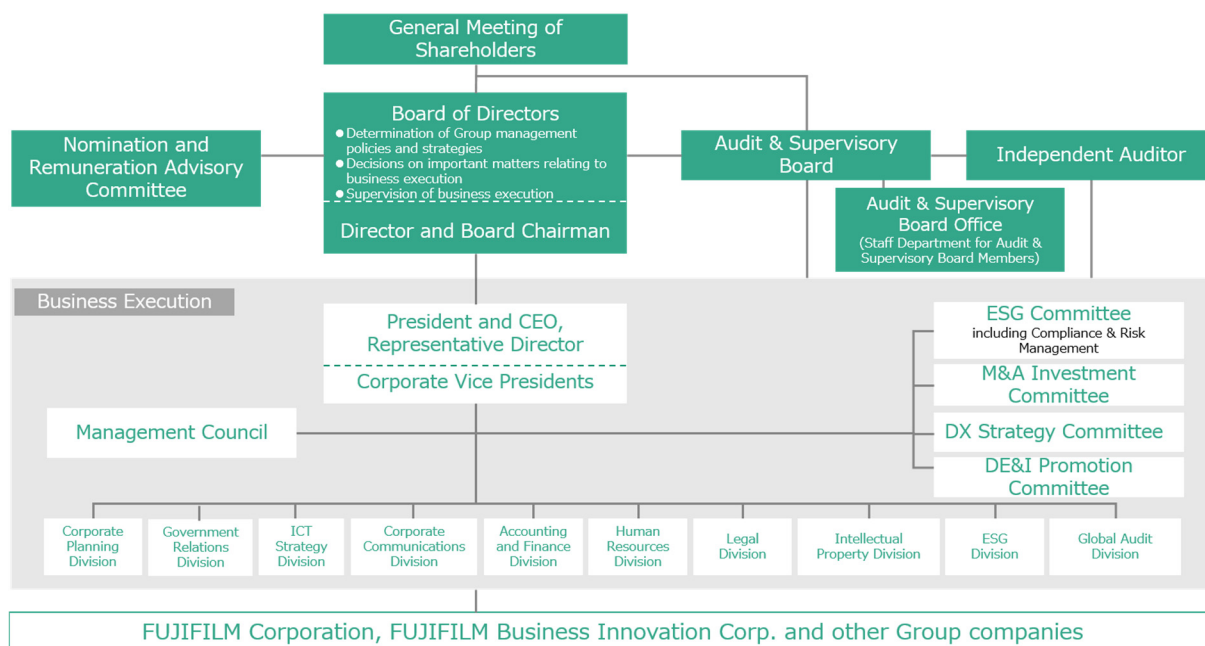 General Meeting of
Shareholders
Board of Directors
●Determination of Group management
policies and strategies
●Decisions on important matters relating to
business execution
●Supervision of business execution
Director and Board Chairman
Nomination and
Remuneration Advisory
Committee
Audit & Supervisory
Board
Independent Auditor
Audit & Supervisory
Board Office
(Staff Department for Audit &
Supervisory Board Members)
Business Execution
President and CEO,
Representative Director
Corporate Vice Presidents
Management Council
ESG Committee
including Compliance & Risk
Management
M&A Investment
Committee
DX Strategy Committee
DE&I Promotion
Committee
Corporate
Planning
Division
Government
Relations
Division
ICT
Strategy
Division
Corporate
Communications
Division
Accounting
and Finance
Division
Human
Resources
Division
Legal
Division
Intellectual
Property Division
ESG
Division
Global Audit
Division
FUJIFILM Corporation, FUJIFILM Business Innovation Corp. and other Group companies